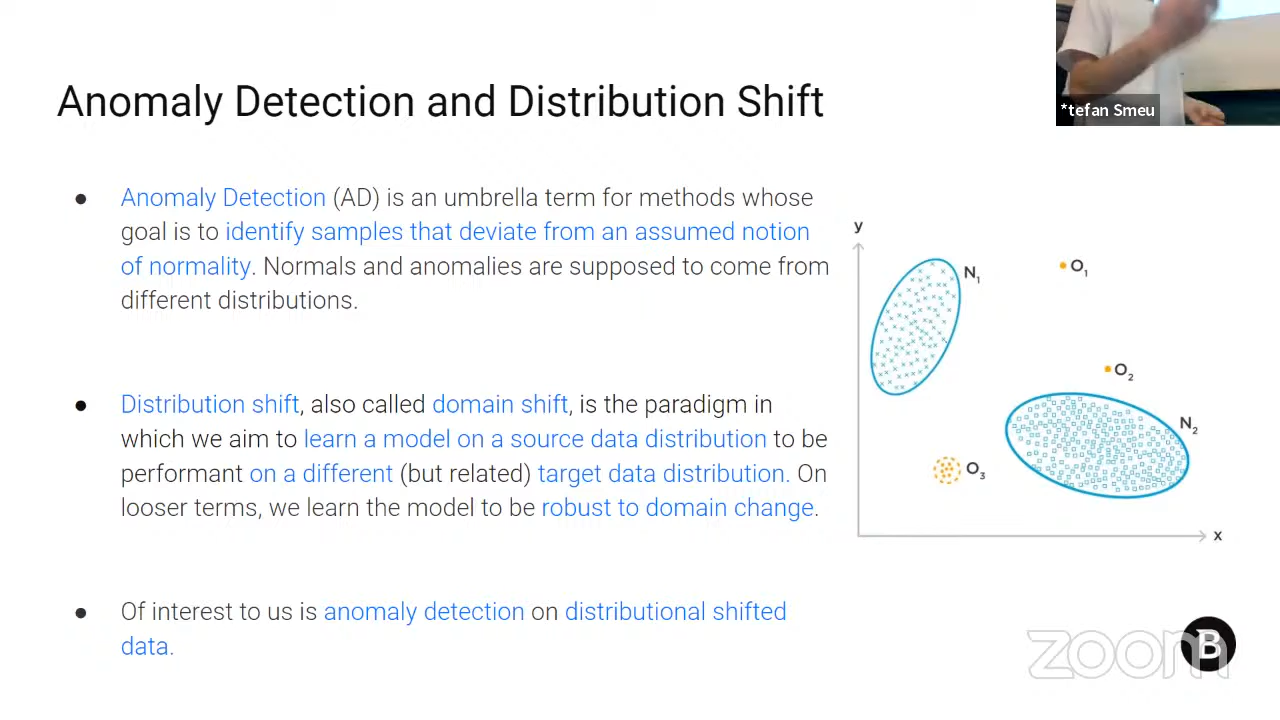 Anomaly Detection and Distribution Shift
*tefan Smeu
● Anomaly Detection (AD) is an umbrella term for methods whose
goal is to identify samples that deviate from an assumed notion
of normality. Normals and anomalies are supposed to come from
different distributions.
● Distribution shift, also called domain shift, is the paradigm in
which we aim to learn a model on a source data distribution to be
performant on a different (but related) target data distribution. On
looser terms, we learn the model to be robust to domain change.
● Of interest to us is anomaly detection on distributional shifted
data.
y
N₁
O₁
O₂
N₂
O₃
x
zoom
B